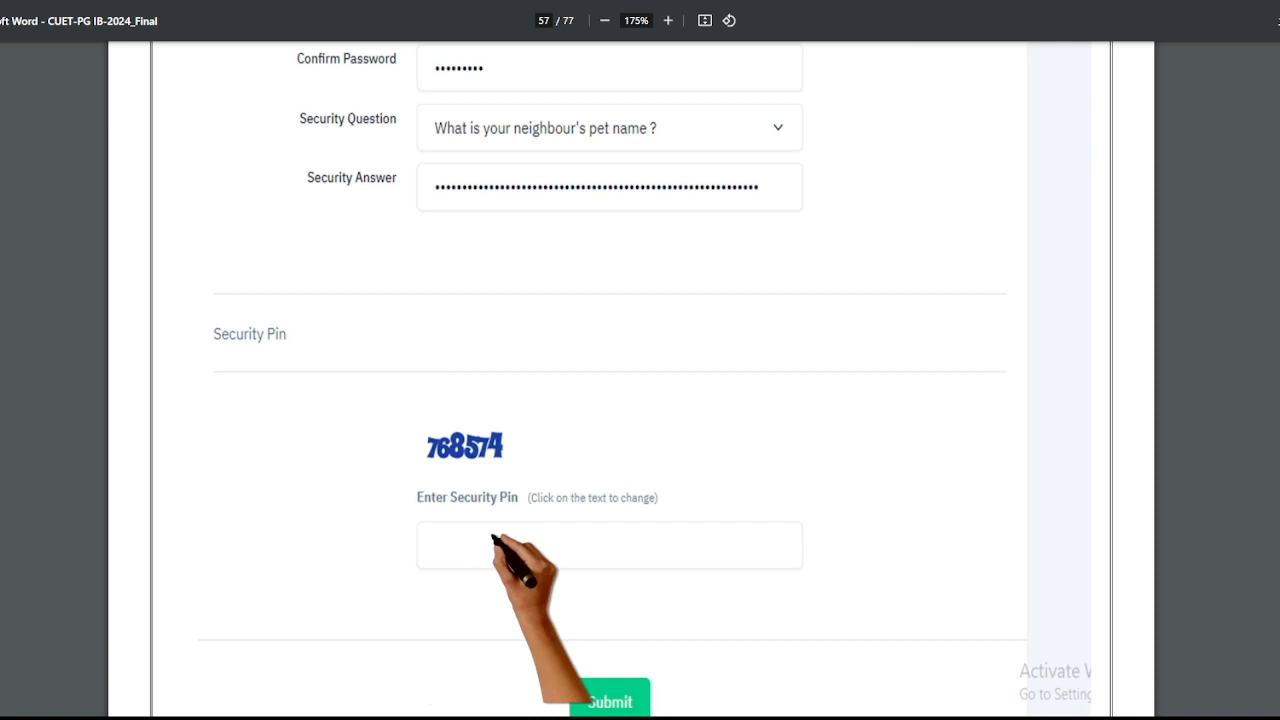 oft Word - CUET-PG IB-2024_Final
57 / 77
175%
Confirm Password
•••••••••
Security Question
What is your neighbour's pet name ?
Security Answer
Security Pin
768574
Enter Security Pin (Click on the text to change)
Submit
Activate W
Go to Setting